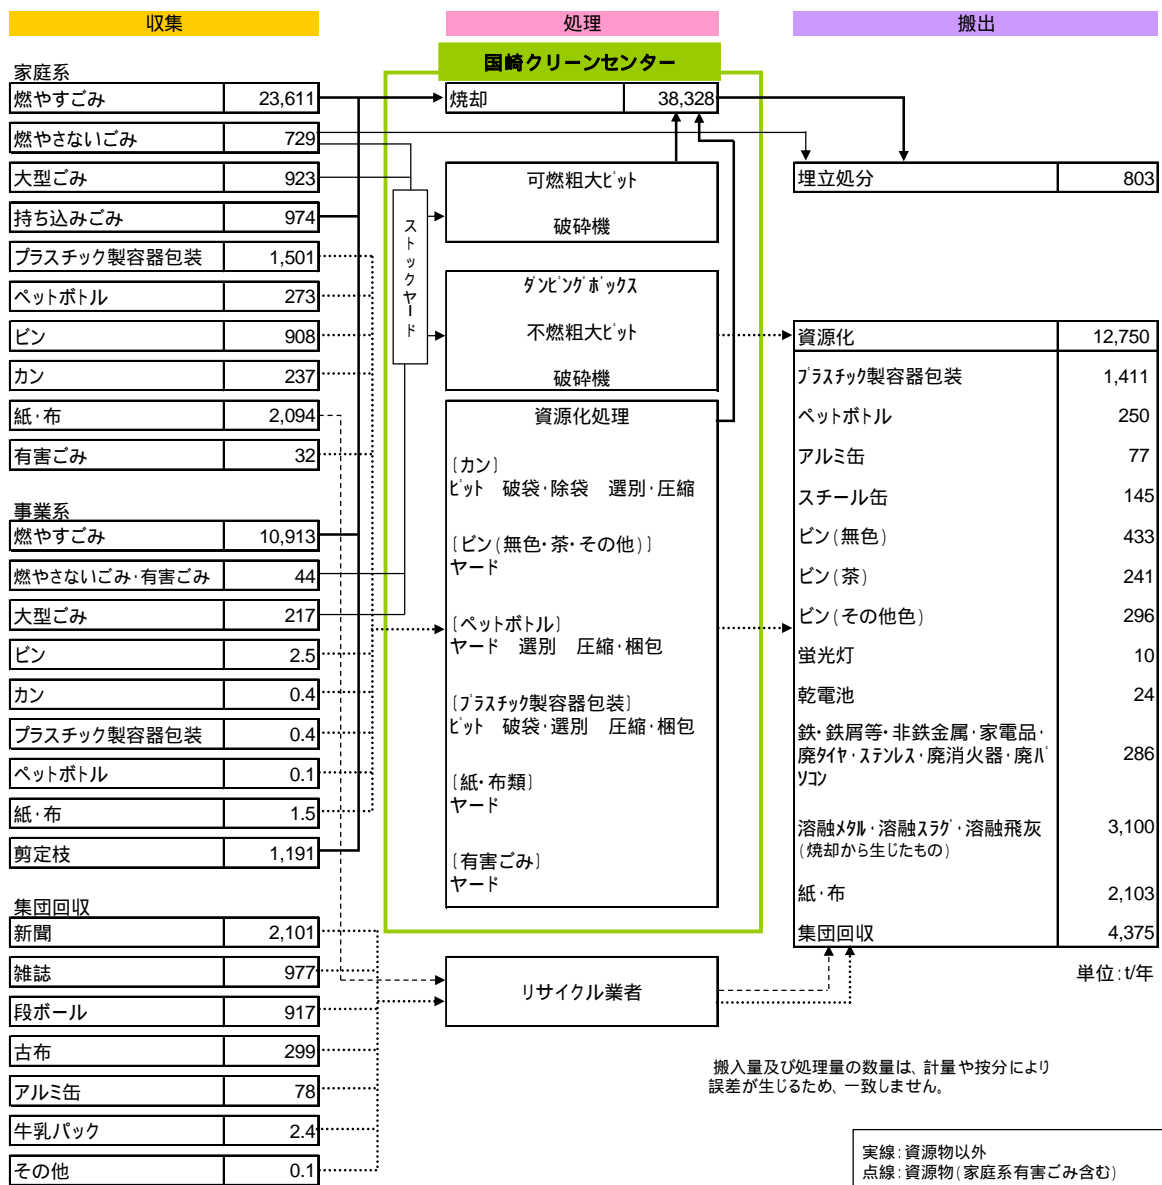 収集
処理
搬出
国崎クリーンセンター
家庭系
燃やすごみ 23,611
燃やさないごみ 729
大型ごみ 923
持ち込みごみ 974
プラスチック製容器包装 1,501
ペットボトル 273
ビン 908
カン 237
紙・布 2,094
有害ごみ 32
事業系
燃やすごみ 10,913
燃やさないごみ・有害ごみ 44
大型ごみ 217
ビン 2.5
カン 0.4
プラスチック製容器包装 0.4
ペットボトル 0.1
紙・布 1.5
剪定枝 1,191
集団回収
新聞 2,101
雑誌 977
段ボール 917
古布 299
アルミ缶 78
牛乳パック 2.4
その他 0.1
ストックヤード
焼却 38,328
可燃粗大ピット
破砕機
ダンピングボックス
不燃粗大ピット
破砕機
資源化処理
〔カン〕
ピット 破袋・除袋 選別・圧縮
〔ビン(無色・茶・その他)〕
ヤード
〔ペットボトル〕
ヤード 選別 圧縮・梱包
〔プラスチック製容器包装〕
ピット 破袋・選別 圧縮・梱包
〔紙・布類〕
ヤード
〔有害ごみ〕
ヤード
リサイクル業者
埋立処分 803
資源化 12,750
プラスチック製容器包装 1,411
ペットボトル 250
アルミ缶 77
スチール缶 145
ビン(無色) 433
ビン(茶) 241
ビン(その他色) 296
蛍光灯 10
乾電池 24
鉄・鉄屑等・非鉄金属・家電品・
廃タイヤ・ステンレス・廃消火器・廃パ 286
ソコン
溶融メタル・溶融スラグ・溶融飛灰 3,100
(焼却から生じたもの)
紙・布 2,103
集団回収 4,375
単位:t/年
搬入量及び処理量の数量は、計量や按分により
誤差が生じるため、一致しません。
実線:資源物以外
点線:資源物(家庭系有害ごみ含む)